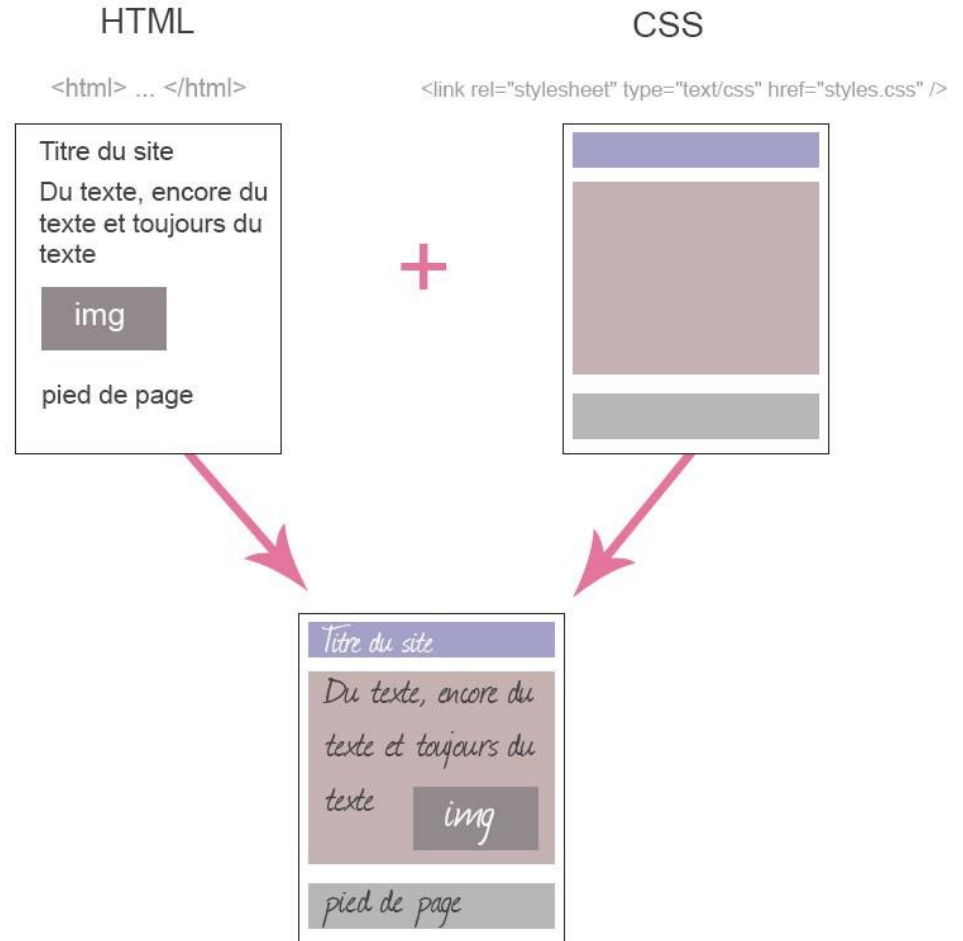 HTML
CSS
<html> ... </html>
<link rel="stylesheet" type="text/css" href="styles.css" />
Titre du site
Du texte, encore du
texte et toujours du
texte
img
pied de page
+
Titre du site
Du texte, encore du
texte et toujours du
texte
img
pied de page